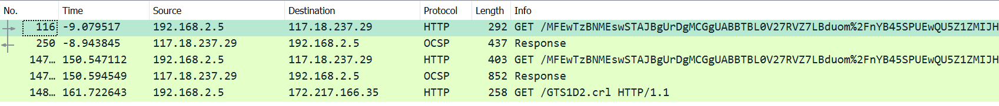 No. Time Source Destination Protocol Length Info
116 -9.079517 192.168.2.5 117.18.237.29 HTTP 292 GET /MFEwTzBNMEswSTAJBgUrDgMCGgUABBTBL0V27RVZ7LBduom%2FnYB45SPUEwQU5Z1ZMIJH
250 -8.943845 117.18.237.29 192.168.2.5 OCSP 437 Response
147… 150.547112 192.168.2.5 117.18.237.29 HTTP 403 GET /MFEwTzBNMEswSTAJBgUrDgMCGgUABBTBL0V27RVZ7LBduom%2FnYB45SPUEwQU5Z1ZMIJH
147… 150.594549 117.18.237.29 192.168.2.5 OCSP 852 Response
148… 161.722643 192.168.2.5 172.217.166.35 HTTP 258 GET /GTS1D2.crl HTTP/1.1